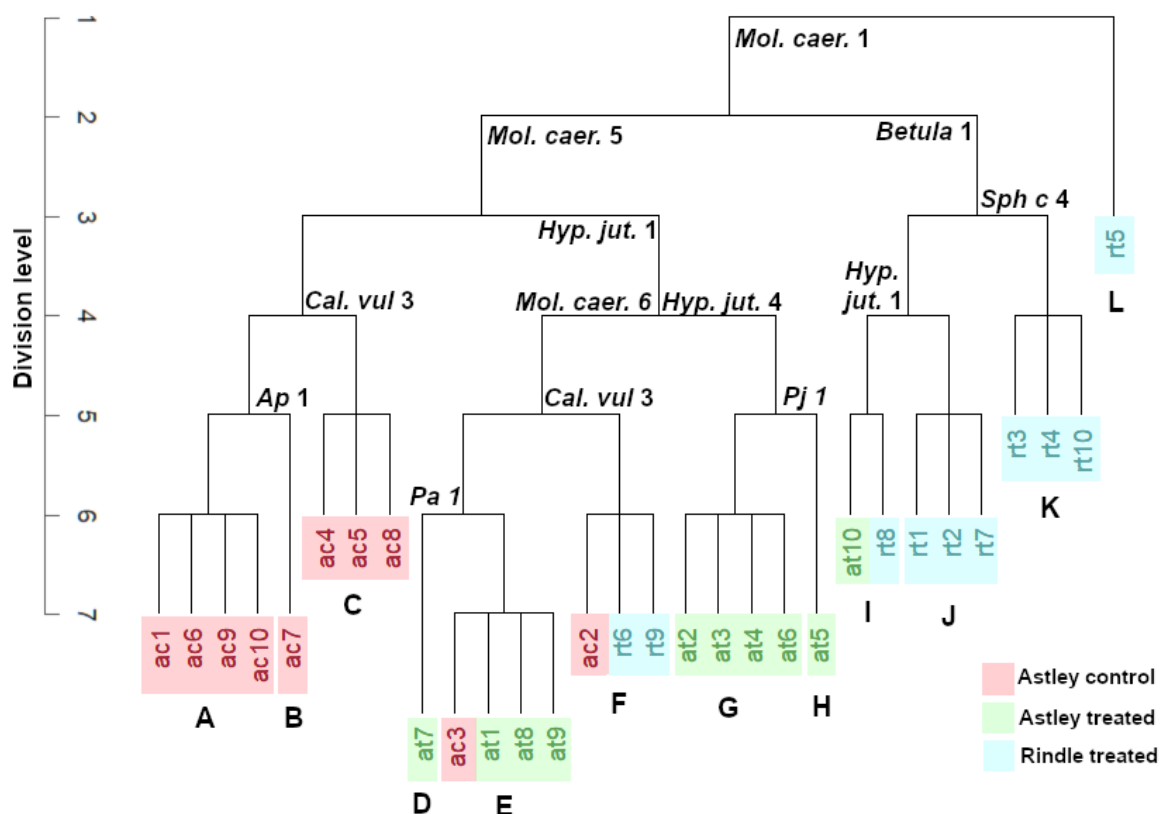 Division level
1
2
3
4
5
6
7
Mol. caer. 1
Mol. caer. 5
Betula 1
Sph c 4
Hyp. jut. 1
Hyp.
jut. 1
rt5
L
Cal. vul 3
Mol. caer. 6
Hyp. jut. 4
Ap 1
Cal. vul 3
Pj 1
rt3
rt4
rt10
K
Pa 1
ac4
ac5
ac8
C
at10
rt8
I
rt1
rt2
rt7
J
ac1
ac6
ac9
ac10
A
ac7
B
ac2
rt6
rt9
F
at2
at3
at4
at6
G
at5
H
at7
D
ac3
at1
at8
at9
E
Astley control
Astley treated
Rindle treated